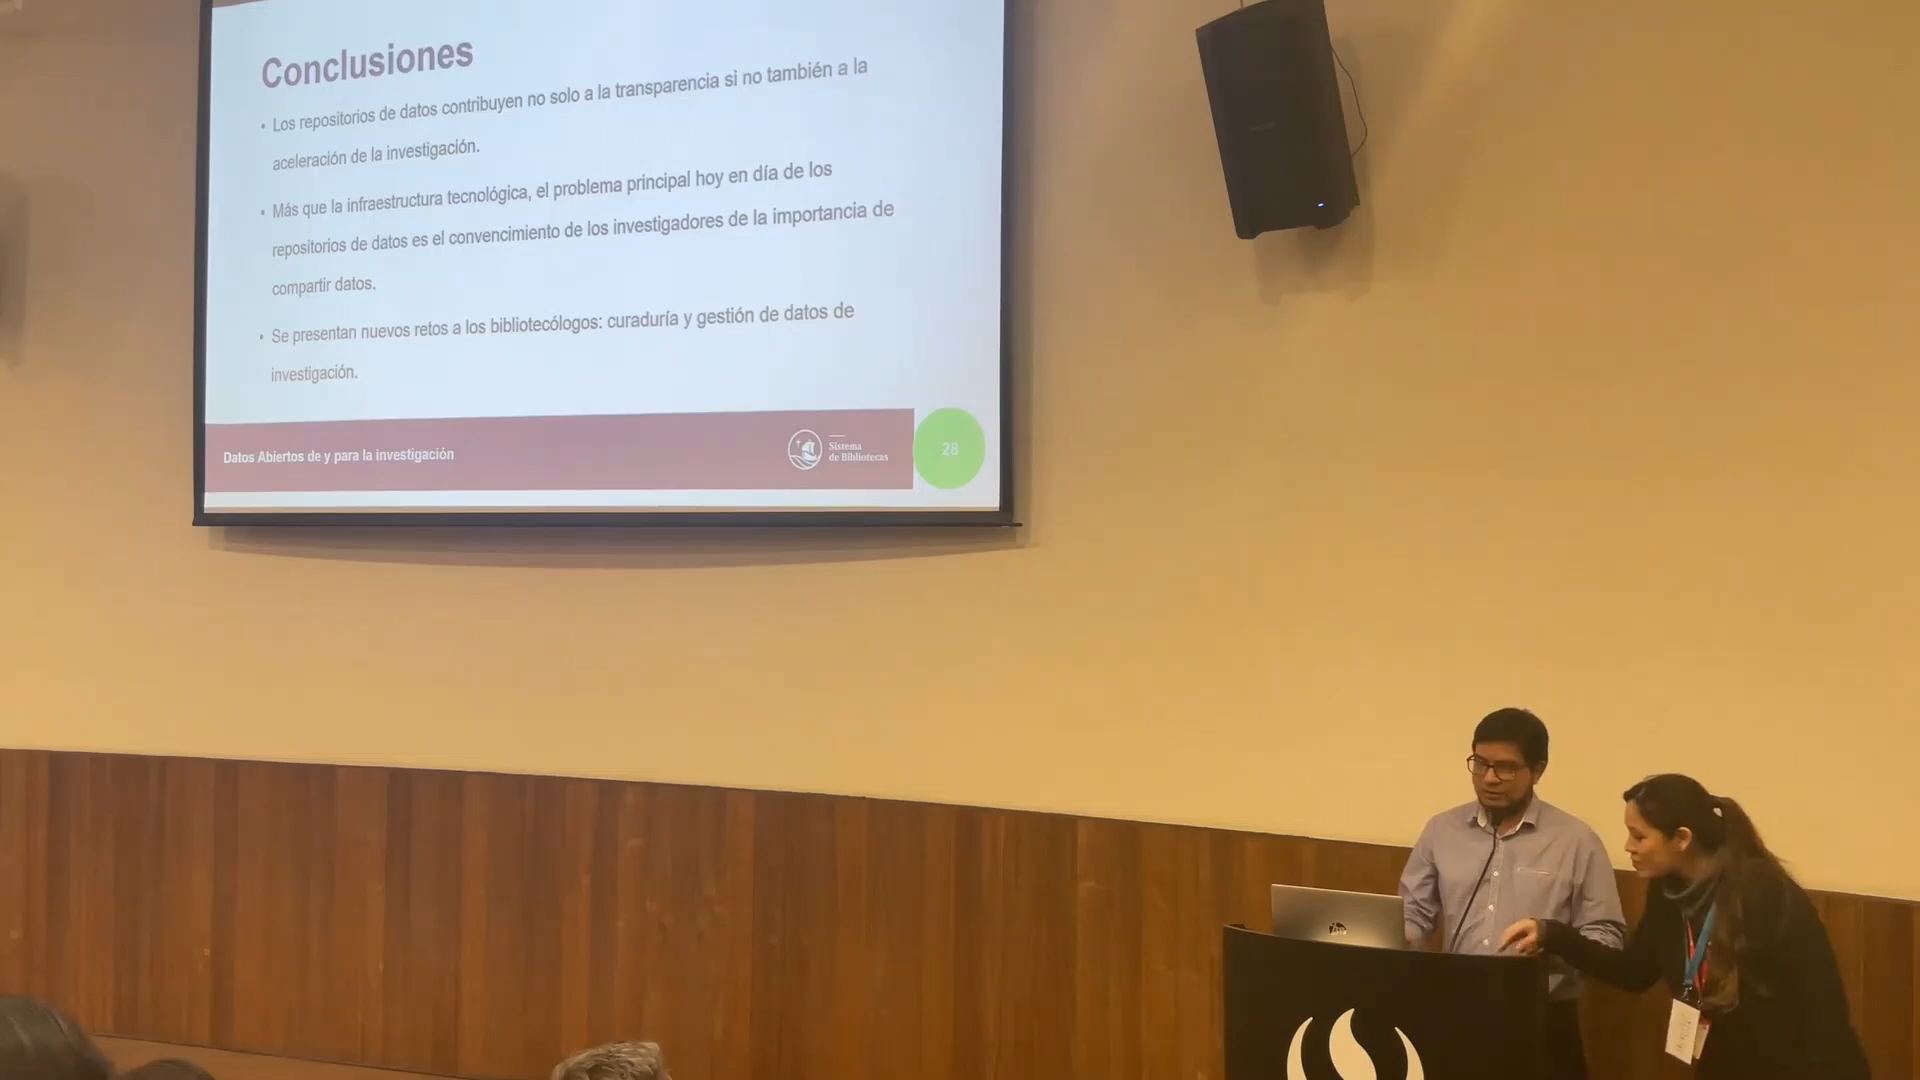 Conclusiones
• Los repositorios de datos contribuyen no solo a la transparencia si no también a la
aceleración de la investigación.
• Más que la infraestructura tecnológica, el problema principal hoy en día de los
repositorios de datos es el convencimiento de los investigadores de la importancia de
compartir datos.
• Se presentan nuevos retos a los bibliotecólogos: curaduría y gestión de datos de
investigación.
Datos Abiertos de y para la investigación
Sistema
de Bibliotecas
28